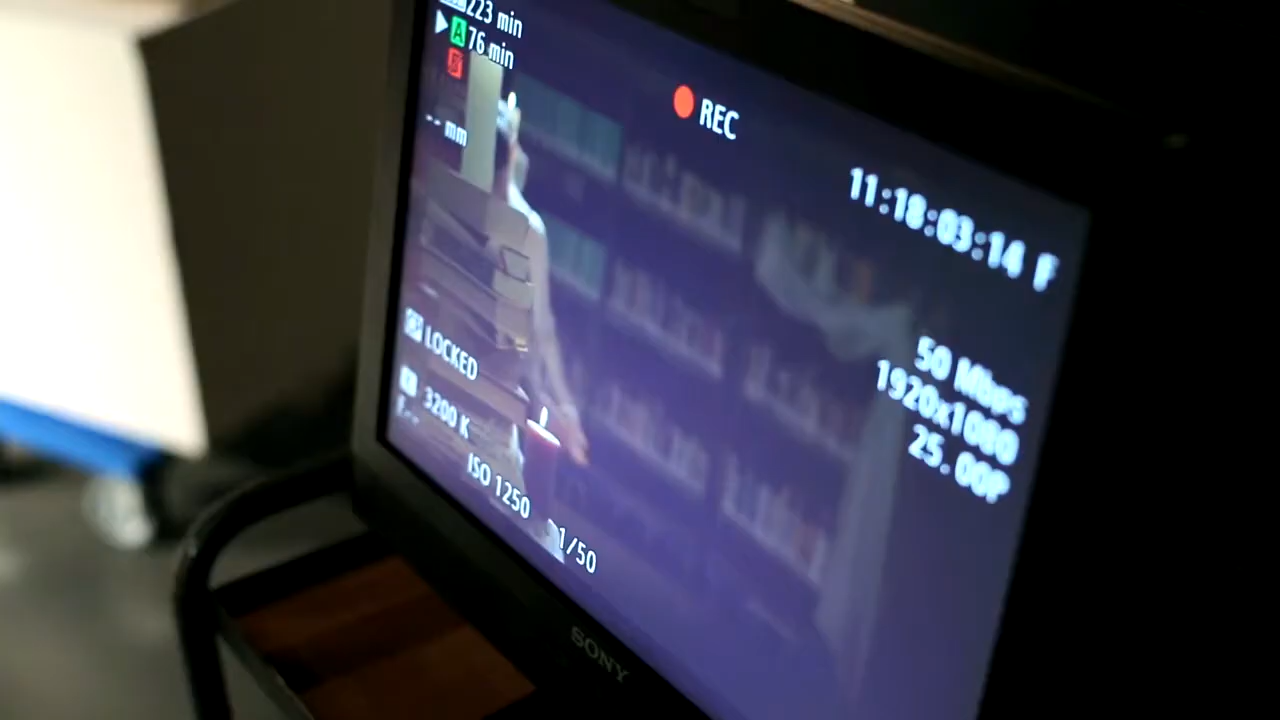 223 min
A 76 min
REC
-- mm
11:18:03:14 F
LOCKED
50 Mbps
1920x1080
25.00P
3200 K
ISO 1250
1/50
SONY